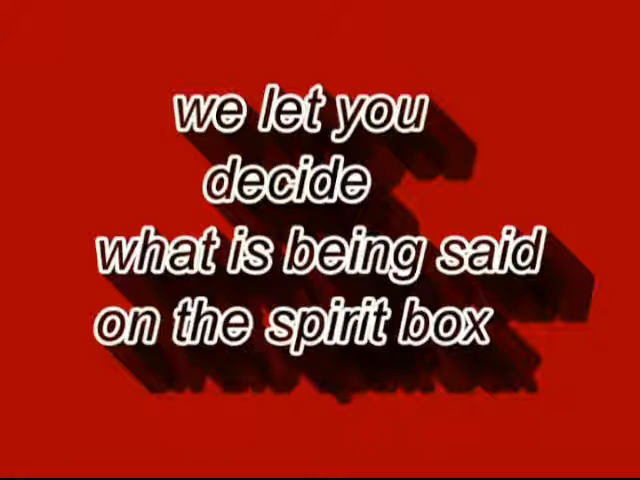 we let you
decide
what is being said
on the spirit box